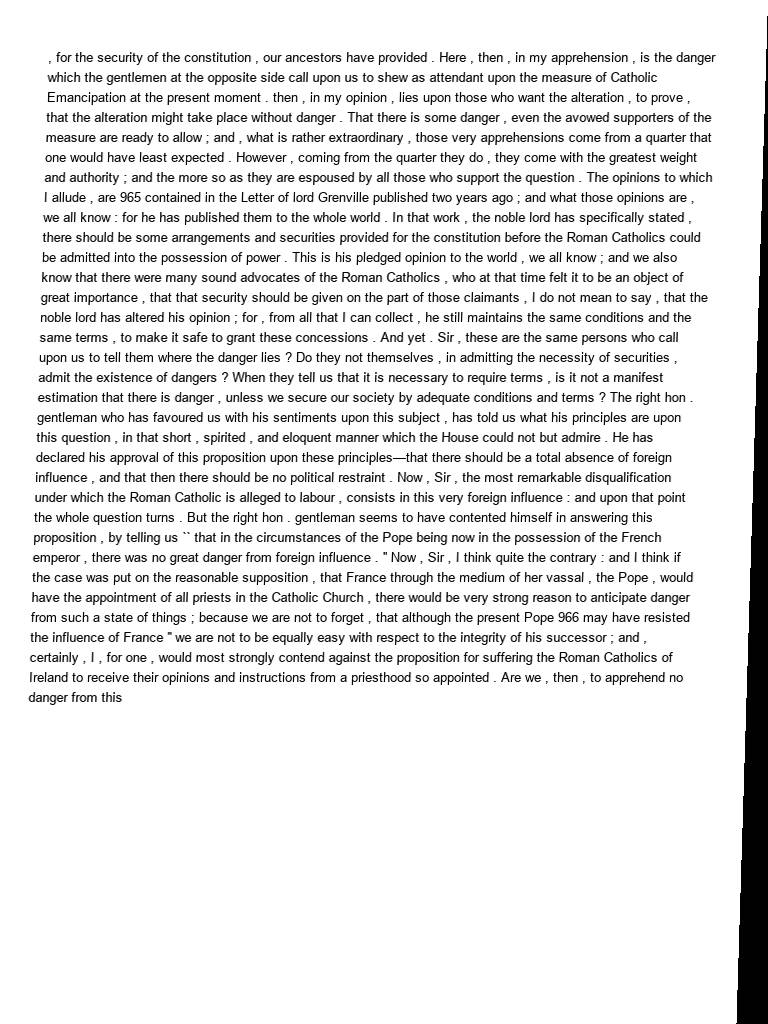 , for the security of the constitution , our ancestors have provided . Here , then , in my apprehension , is the danger
which the gentlemen at the opposite side call upon us to shew as attendant upon the measure of Catholic
Emancipation at the present moment . then , in my opinion , lies upon those who want the alteration , to prove ,
that the alteration might take place without danger . That there is some danger , even the avowed supporters of the
measure are ready to allow ; and , what is rather extraordinary , those very apprehensions come from a quarter that
one would have least expected . However , coming from the quarter they do , they come with the greatest weight
and authority ; and the more so as they are espoused by all those who support the question . The opinions to which
I allude , are 965 contained in the Letter of lord Grenville published two years ago ; and what those opinions are ,
we all know : for he has published them to the whole world . In that work , the noble lord has specifically stated ,
there should be some arrangements and securities provided for the constitution before the Roman Catholics could
be admitted into the possession of power . This is his pledged opinion to the world , we all know ; and we also
know that there were many sound advocates of the Roman Catholics , who at that time felt it to be an object of
great importance , that that security should be given on the part of those claimants , I do not mean to say , that the
noble lord has altered his opinion ; for , from all that I can collect , he still maintains the same conditions and the
same terms , to make it safe to grant these concessions . And yet . Sir , these are the same persons who call
upon us to tell them where the danger lies ? Do they not themselves , in admitting the necessity of securities ,
admit the existence of dangers ? When they tell us that it is necessary to require terms , is it not a manifest
estimation that there is danger , unless we secure our society by adequate conditions and terms ? The right hon .
gentleman who has favoured us with his sentiments upon this subject , has told us what his principles are upon
this question , in that short , spirited , and eloquent manner which the House could not but admire . He has
declared his approval of this proposition upon these principles—that there should be a total absence of foreign
influence , and that then there should be no political restraint . Now , Sir , the most remarkable disqualification
under which the Roman Catholic is alleged to labour , consists in this very foreign influence : and upon that point
the whole question turns . But the right hon . gentleman seems to have contented himself in answering this
proposition , by telling us `` that in the circumstances of the Pope being now in the possession of the French
emperor , there was no great danger from foreign influence . " Now , Sir , I think quite the contrary : and I think if
the case was put on the reasonable supposition , that France through the medium of her vassal , the Pope , would
have the appointment of all priests in the Catholic Church , there would be very strong reason to anticipate danger
from such a state of things ; because we are not to forget , that although the present Pope 966 may have resisted
the influence of France " we are not to be equally easy with respect to the integrity of his successor ; and ,
certainly , I , for one , would most strongly contend against the proposition for suffering the Roman Catholics of
Ireland to receive their opinions and instructions from a priesthood so appointed . Are we , then , to apprehend no
danger from this